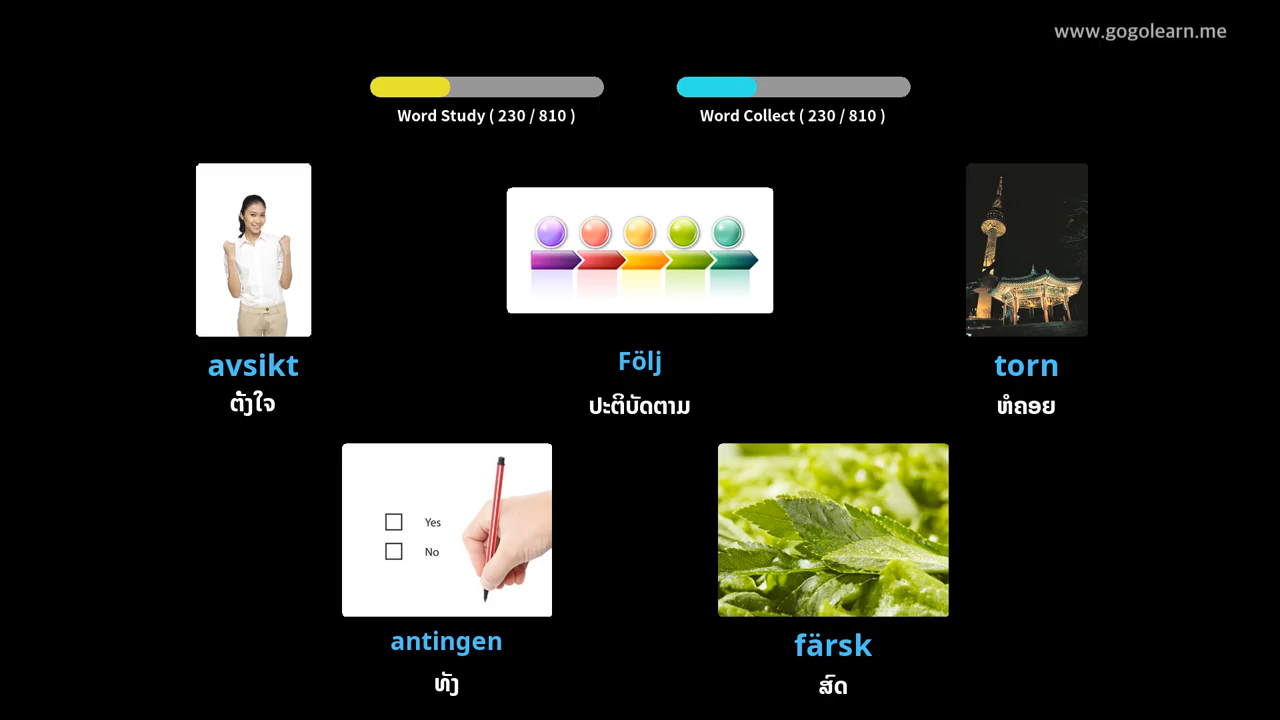 www.gogolearn.me
Word Study ( 230 / 810 )
Word Collect ( 230 / 810 )
avsikt
ຕັ້ງໃຈ
Följ
ປະຕິບັດຕາມ
torn
ຫໍຄອຍ
Yes
No
antingen
ທັງ
färsk
ສົດ